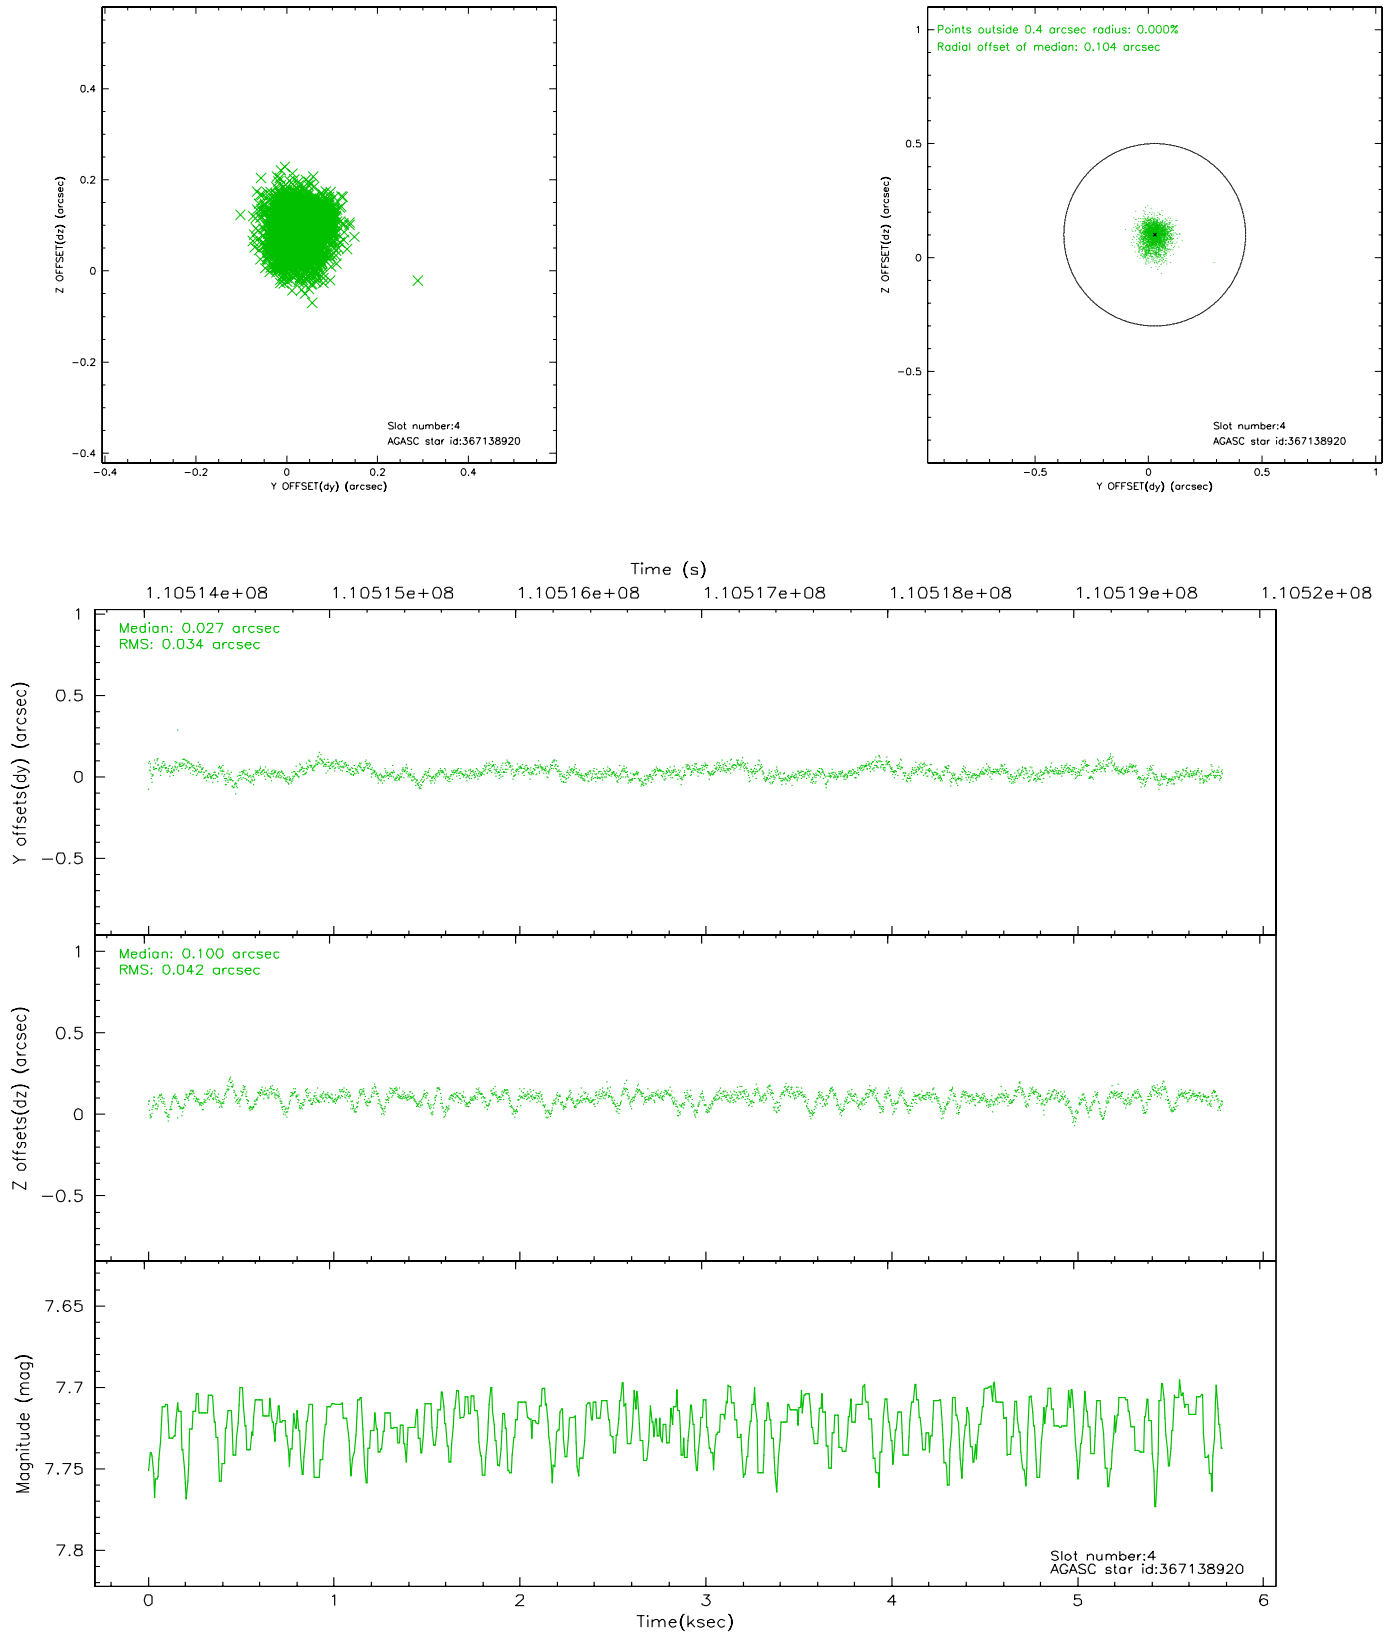 0.4
0.2
0
−0.2
−0.4
Z OFFSET(dz) (arcsec)
−0.4 −0.2 0 0.2 0.4
Y OFFSET(dy) (arcsec)
Slot number:4
AGASC star id:367138920
Points outside 0.4 arcsec radius: 0.000%
Radial offset of median: 0.104 arcsec
1
0.5
0
−0.5
Z OFFSET(dz) (arcsec)
−0.5 0 0.5 1
Y OFFSET(dy) (arcsec)
Slot number:4
AGASC star id:367138920
Time (s)
1.10514e+08 1.10515e+08 1.10516e+08 1.10517e+08 1.10518e+08 1.10519e+08 1.1052e+08
Median: 0.027 arcsec
RMS: 0.034 arcsec
1
0.5
0
−0.5
Y offsets(dy) (arcsec)
Median: 0.100 arcsec
RMS: 0.042 arcsec
1
0.5
0
−0.5
Z offsets(dz) (arcsec)
7.65
7.7
7.75
7.8
Magnitude (mag)
Slot number:4
AGASC star id:367138920
0 1 2 3 4 5 6
Time(ksec)